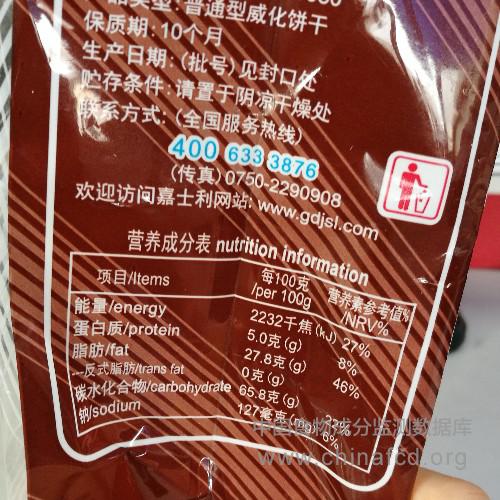 品类型:普通型威化饼干
保质期:10个月
生产日期:(批号)见封口处
贮存条件:请置于阴凉干燥处
联系方式:(全国服务热线)
400 633 3876
(传真) 0750-2290908
欢迎访问嘉士利网站: www.gdjsl.com
营养成分表 nutrition information
项目/Items 每100克/per 100g 营养素参考值%/NRV%
能量/energy 2232千焦(kJ) 27%
蛋白质/protein 5.0克(g) 8%
脂肪/fat 27.8克(g) 46%
---反式脂肪/trans fat 0克(g)
碳水化合物/carbohydrate 65.8克(g)
钠/sodium 127毫克 6%
中国食物成分监测数据库
www.chinafcd.org